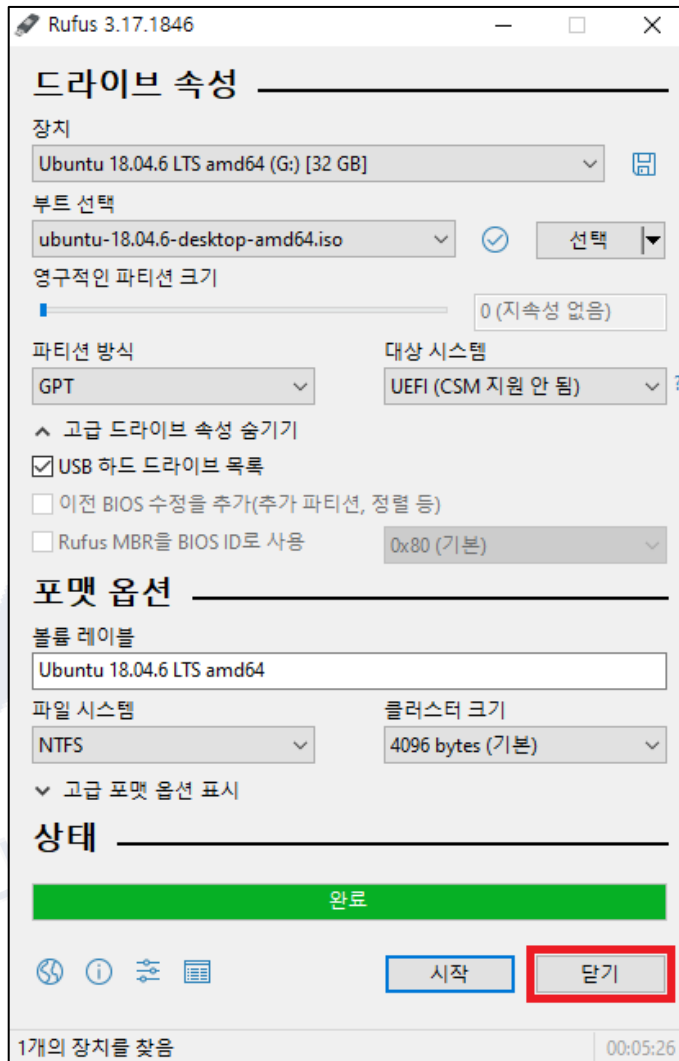 Rufus 3.17.1846
드라이브 속성
장치
Ubuntu 18.04.6 LTS amd64 (G:) [32 GB]
부트 선택
ubuntu-18.04.6-desktop-amd64.iso
선택
영구적인 파티션 크기
0 (지속성 없음)
파티션 방식 대상 시스템
GPT UEFI (CSM 지원 안 됨) ?
고급 드라이브 속성 숨기기
USB 하드 드라이브 목록
이전 BIOS 수정을 추가(추가 파티션, 정렬 등)
Rufus MBR을 BIOS ID로 사용 0x80 (기본)
포맷 옵션
볼륨 레이블
Ubuntu 18.04.6 LTS amd64
파일 시스템 클러스터 크기
NTFS 4096 bytes (기본)
고급 포맷 옵션 표시
상태
완료
시작 닫기
1개의 장치를 찾음 00:05:26